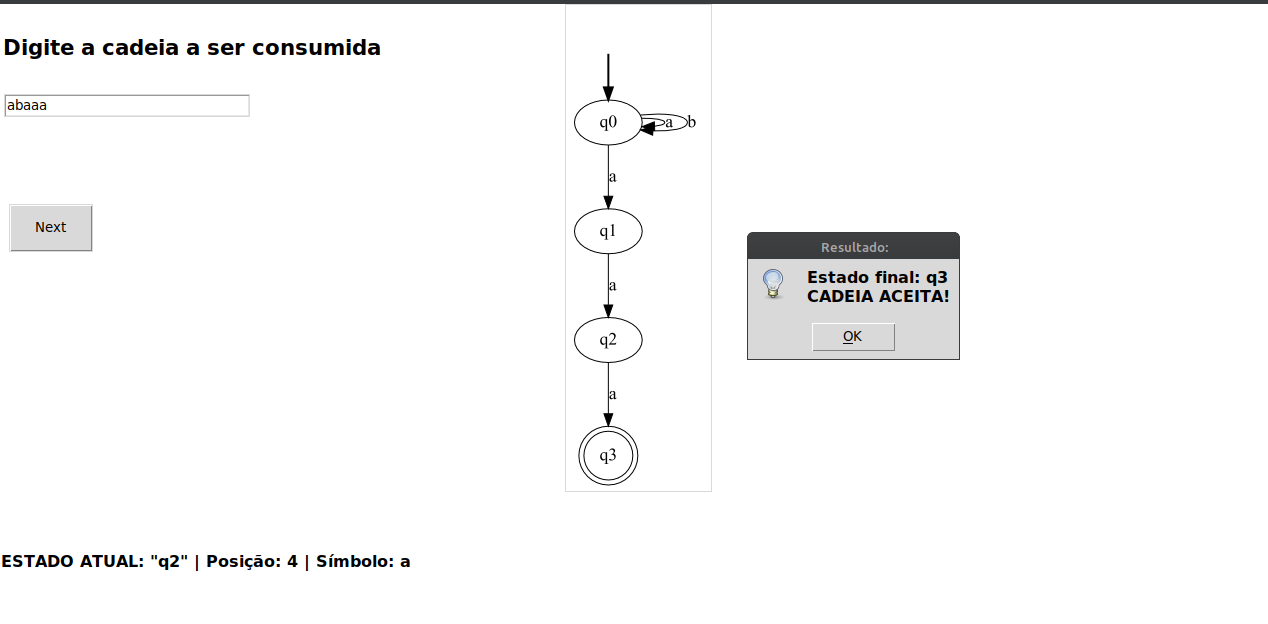 Digite a cadeia a ser consumida
abaaa
Next
q0
a b
a
q1
a
q2
a
q3
Resultado:
Estado final: q3
CADEIA ACEITA!
OK
ESTADO ATUAL: "q2" | Posição: 4 | Símbolo: a